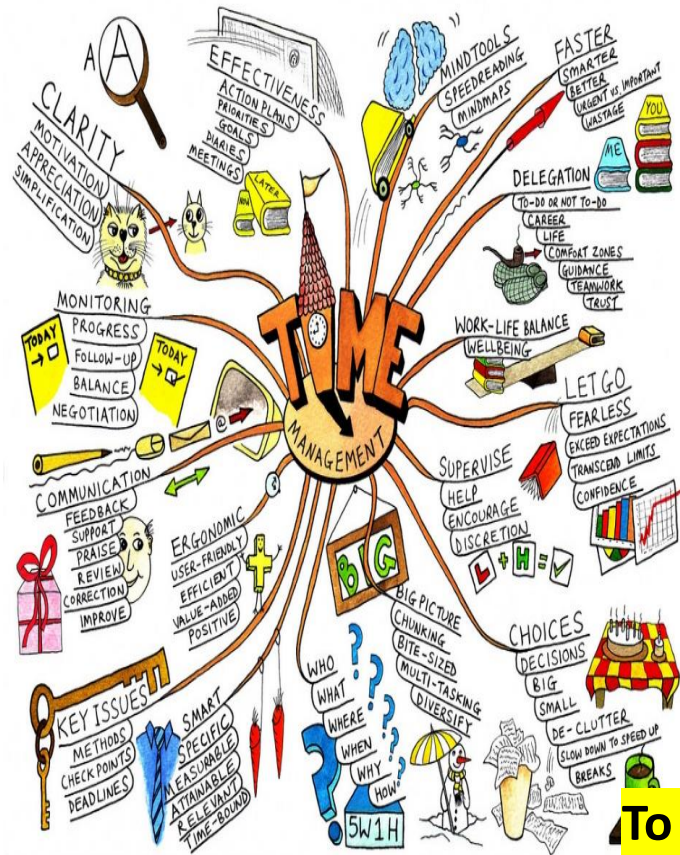 A A
CLARITY
MOTIVATION
APPRECIATION
SIMPLIFICATION
EFFECTIVENESS
ACTION PLANS
PRIORITIES
GOALS
DIARIES
MEETINGS
@
NOW
LATER
MINDTOOLS
SPEEDREADING
MINDMAPS
FASTER
SMARTER
BETTER
URGENT VS. IMPORTANT
WASTAGE
ME
YOU
DELEGATION
TO-DO OR NOT TO-DO
CAREER
LIFE
COMFORT ZONES
GUIDANCE
TEAMWORK
TRUST
MONITORING
PROGRESS
FOLLOW-UP
BALANCE
NEGOTIATION
TODAY
TODAY
TIME
MANAGEMENT
WORK-LIFE BALANCE
WELLBEING
LET GO
FEARLESS
EXCEED EXPECTATIONS
TRANSCEND LIMITS
CONFIDENCE
@
COMMUNICATION
FEEDBACK
SUPPORT
PRAISE
REVIEW
CORRECTION
IMPROVE
ERGONOMIC
USER-FRIENDLY
EFFICIENT
VALUE-ADDED
POSITIVE
SUPERVISE
HELP
ENCOURAGE
DISCRETION
L + H = ✓
BIG
BIG PICTURE
CHUNKING
BITE-SIZED
MULTI-TASKING
DIVERSIFY
CHOICES
DECISIONS
BIG
SMALL
DE-CLUTTER
SLOW DOWN TO SPEED UP
BREAKS
KEY ISSUES
METHODS
CHECKPOINTS
DEADLINES
SMART
SPECIFIC
MEASURABLE
ATTAINABLE
RELEVANT
TIME-BOUND
WHO
WHAT
WHERE
WHEN
WHY
HOW
5W1H
To